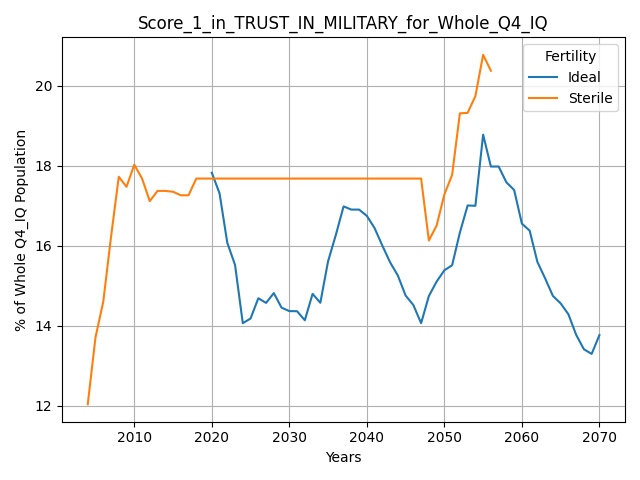 Score_1_in_TRUST_IN_MILITARY_for_Whole_Q4_IQ
% of Whole Q4_IQ Population
20
18
16
14
12
Fertility
Ideal
Sterile
2010 2020 2030 2040 2050 2060 2070
Years